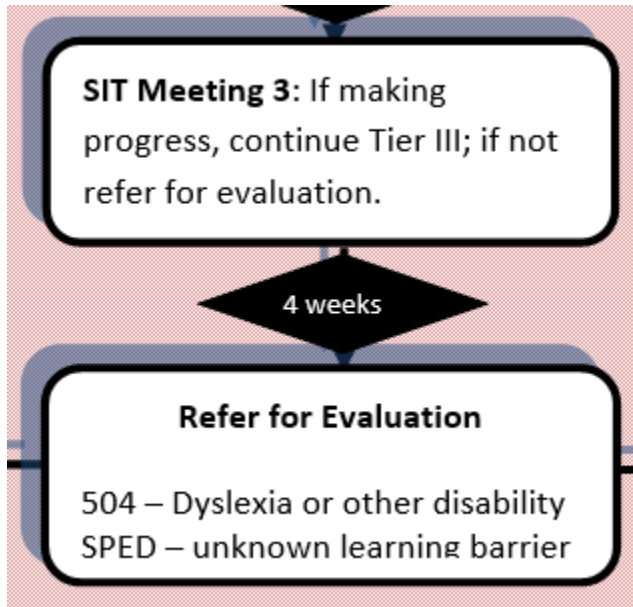 SIT Meeting 3: If making
progress, continue Tier III; if not
refer for evaluation.
4 weeks
Refer for Evaluation
504 – Dyslexia or other disability
SPED – unknown learning barrier